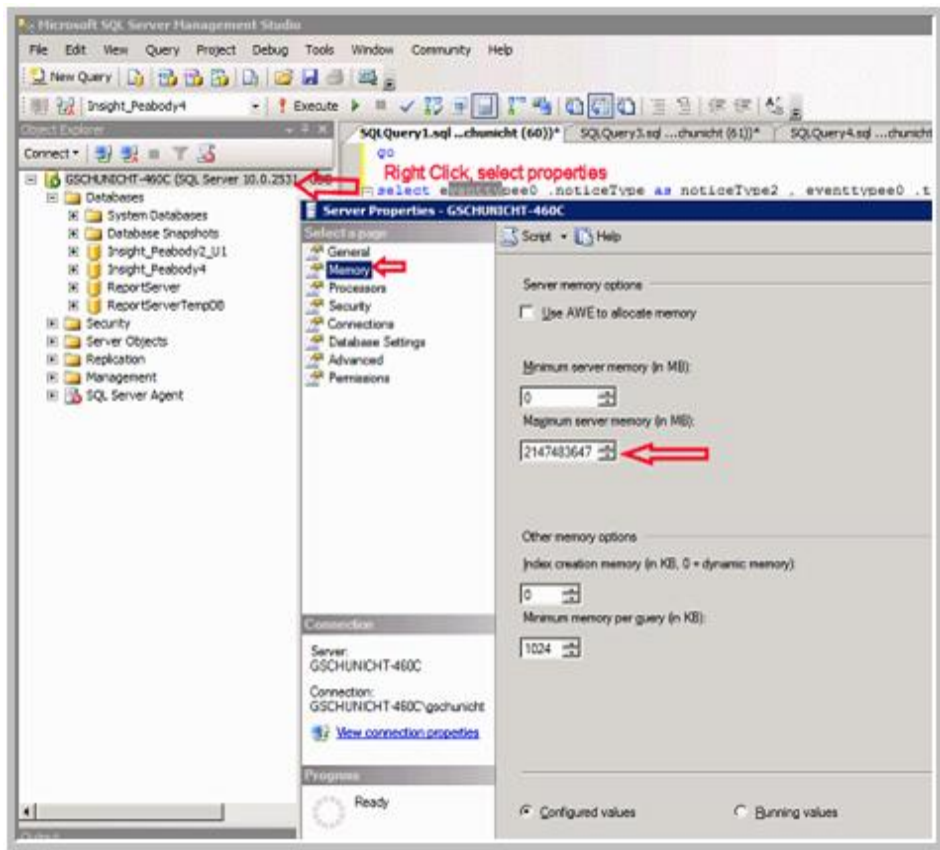 Microsoft SQL Server Management Studio
File Edit View Query Project Debug Tools Window Community Help
New Query
Insight_Peabody4 Execute
Object Explorer
SQLQuery1.sql ...chunicht (60))* SQLQuery3.sql ...chunicht (61))* SQLQuery4.sql ...chunicht
Connect
go
Right Click, select properties
GSCHUNICHT-460C (SQL Server 10.0.2531
select eventtypee0 .noticeType as noticeType2 , eventtypee0 .t
Databases
System Databases
Database Snapshots
Insight_Peabody2_U1
Insight_Peabody4
ReportServer
ReportServerTempDB
Security
Server Objects
Replication
Management
SQL Server Agent
Server Properties - GSCHUNICHT-460C
Select a page
General
Memory
Processors
Security
Connections
Database Settings
Advanced
Permissions
Script Help
Server memory options
Use AWE to allocate memory
Minimum server memory (in MB):
0
Maximum server memory (in MB):
2147483647
Other memory options
Index creation memory (in KB, 0 = dynamic memory)
0
Minimum memory per query (in KB):
1024
Connection
Server:
GSCHUNICHT-460C
Connection:
GSCHUNICHT-460C\gschunicht
View connection properties
Progress
Ready
Configured values Running values
Output